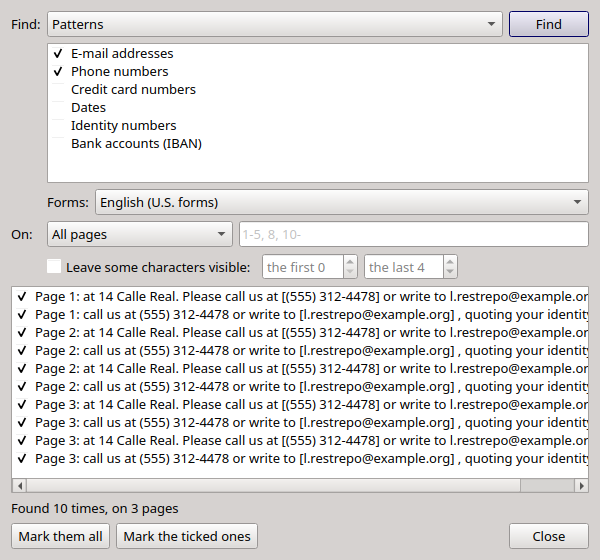 Find: Patterns Find
✓ E-mail addresses
✓ Phone numbers
Credit card numbers
Dates
Identity numbers
Bank accounts (IBAN)
Forms: English (U.S. forms)
On: All pages 1-5, 8, 10-
Leave some characters visible: the first 0 the last 4
✓ Page 1: at 14 Calle Real. Please call us at [(555) 312-4478] or write to l.restrepo@example.or
✓ Page 1: call us at (555) 312-4478 or write to [l.restrepo@example.org] , quoting your identity
✓ Page 2: at 14 Calle Real. Please call us at [(555) 312-4478] or write to l.restrepo@example.or
✓ Page 2: call us at (555) 312-4478 or write to [l.restrepo@example.org] , quoting your identity
✓ Page 2: at 14 Calle Real. Please call us at [(555) 312-4478] or write to l.restrepo@example.or
✓ Page 2: call us at (555) 312-4478 or write to [l.restrepo@example.org] , quoting your identity
✓ Page 3: at 14 Calle Real. Please call us at [(555) 312-4478] or write to l.restrepo@example.or
✓ Page 3: call us at (555) 312-4478 or write to [l.restrepo@example.org] , quoting your identity
✓ Page 3: at 14 Calle Real. Please call us at [(555) 312-4478] or write to l.restrepo@example.or
✓ Page 3: call us at (555) 312-4478 or write to [l.restrepo@example.org] , quoting your identity
Found 10 times, on 3 pages
Mark them all Mark the ticked ones Close